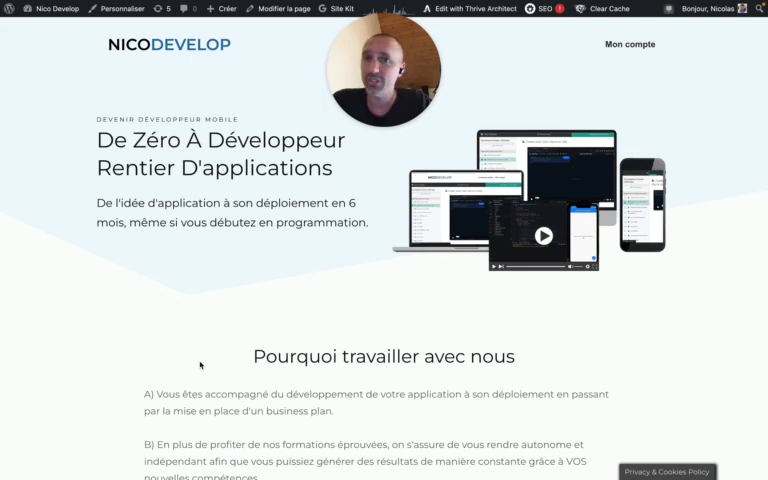 Nico Develop Personnaliser 5 0 Créer Modifier la page Site Kit Edit with Thrive Architect SEO ! Clear Cache Bonjour, Nicolas
NICODEVELOP
Mon compte
DEVENIR DÉVELOPPEUR MOBILE
De Zéro À Développeur
Rentier D'applications
De l'idée d'application à son déploiement en 6
mois, même si vous débutez en programmation.
NICODEVELOP
Pourquoi travailler avec nous
A) Vous êtes accompagné du développement de votre application à son déploiement en passant
par la mise en place d'un business plan.
B) En plus de profiter de nos formations éprouvées, on s'assure de vous rendre autonome et
indépendant afin que vous puissiez générer des résultats de manière constante grâce à VOS
nouvelles compétences.
Privacy & Cookies Policy